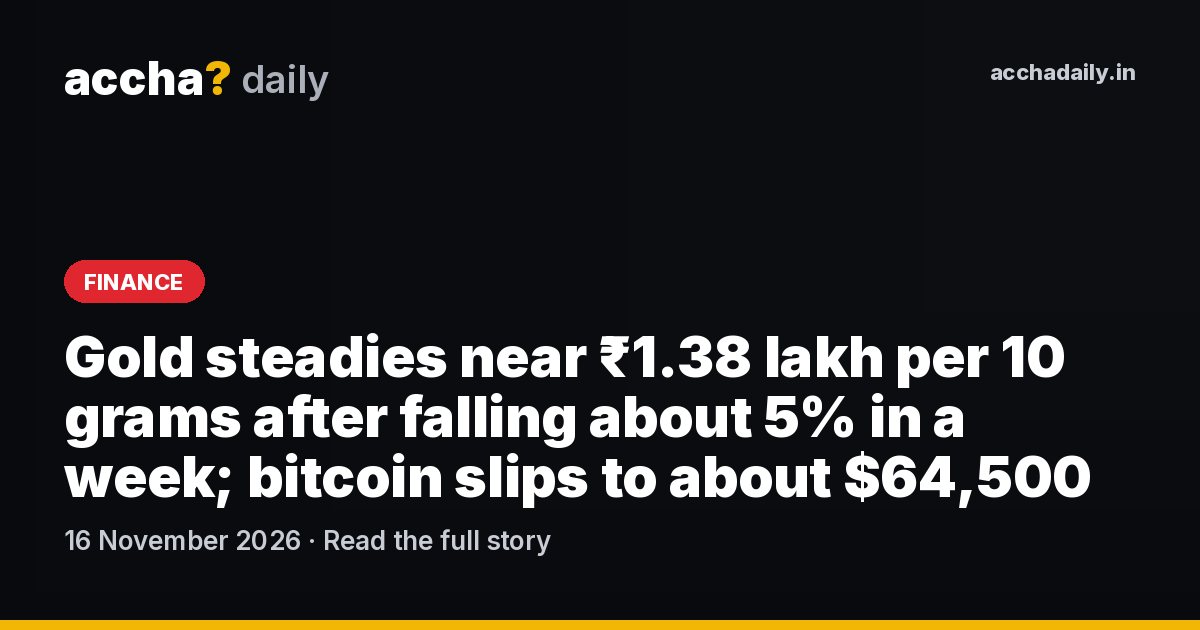 accha? daily
acchadaily.in
FINANCE
Gold steadies near ₹1.38 lakh per 10
grams after falling about 5% in a
week; bitcoin slips to about $64,500
16 November 2026 · Read the full story